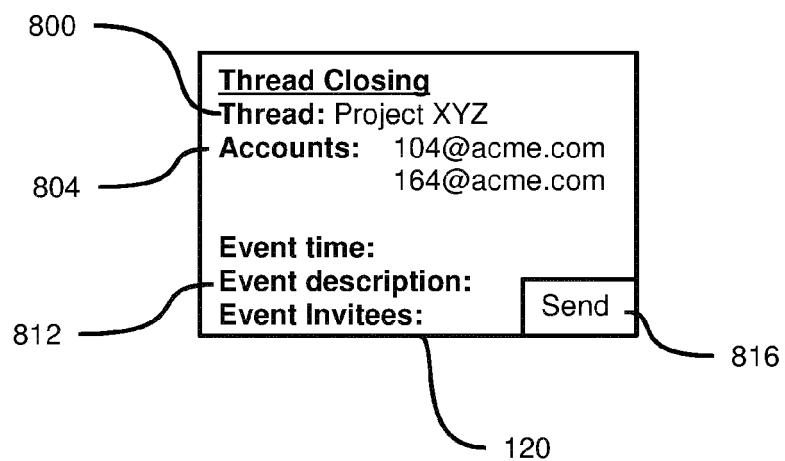 800
Thread Closing
Thread: Project XYZ
Accounts: 104@acme.com
804
164@acme.com
Event time:
Event description:
Event Invitees:
Send
812
816
120